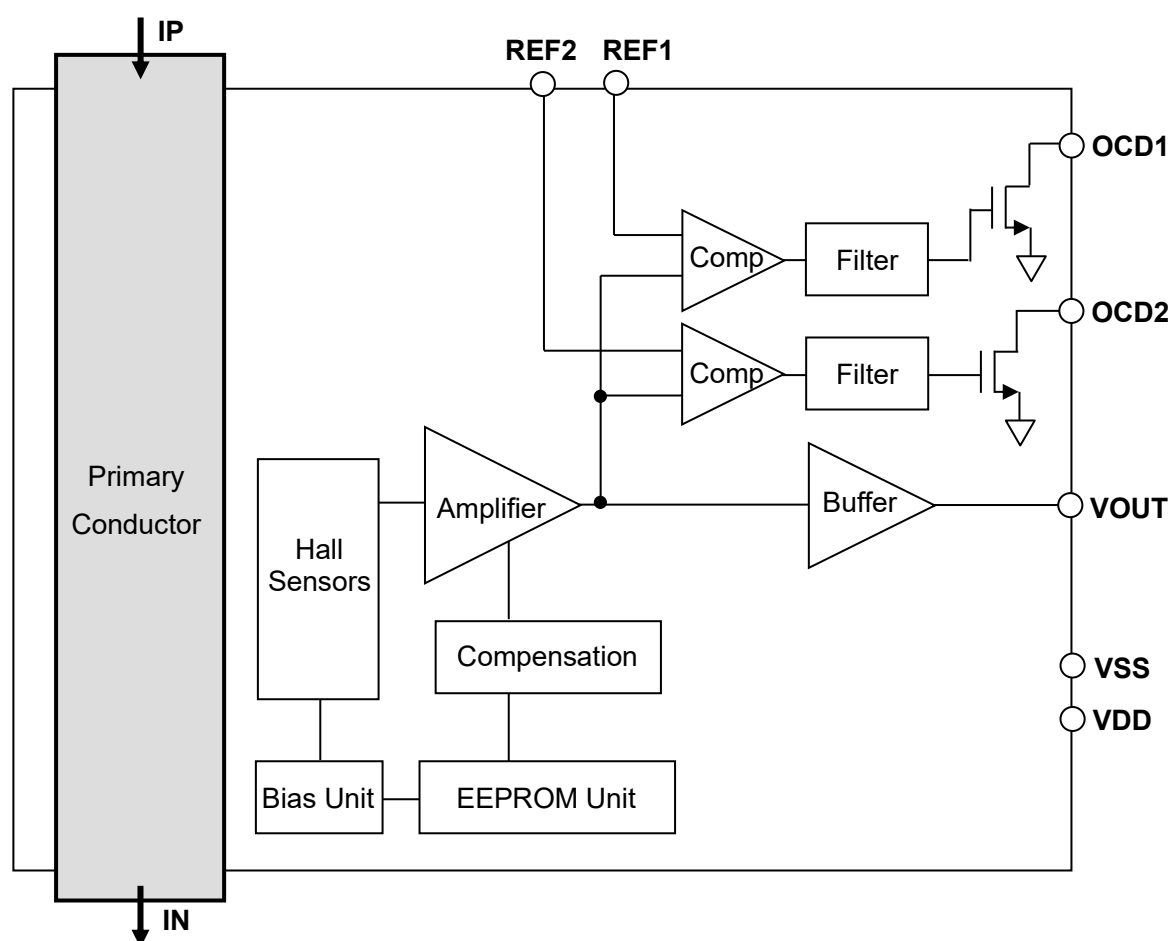 IP
REF2 REF1
OCD1
Comp
Filter
OCD2
Comp
Filter
Primary
Conductor
Hall
Sensors
Amplifier
Buffer
VOUT
Compensation
VSS
VDD
Bias Unit
EEPROM Unit
IN